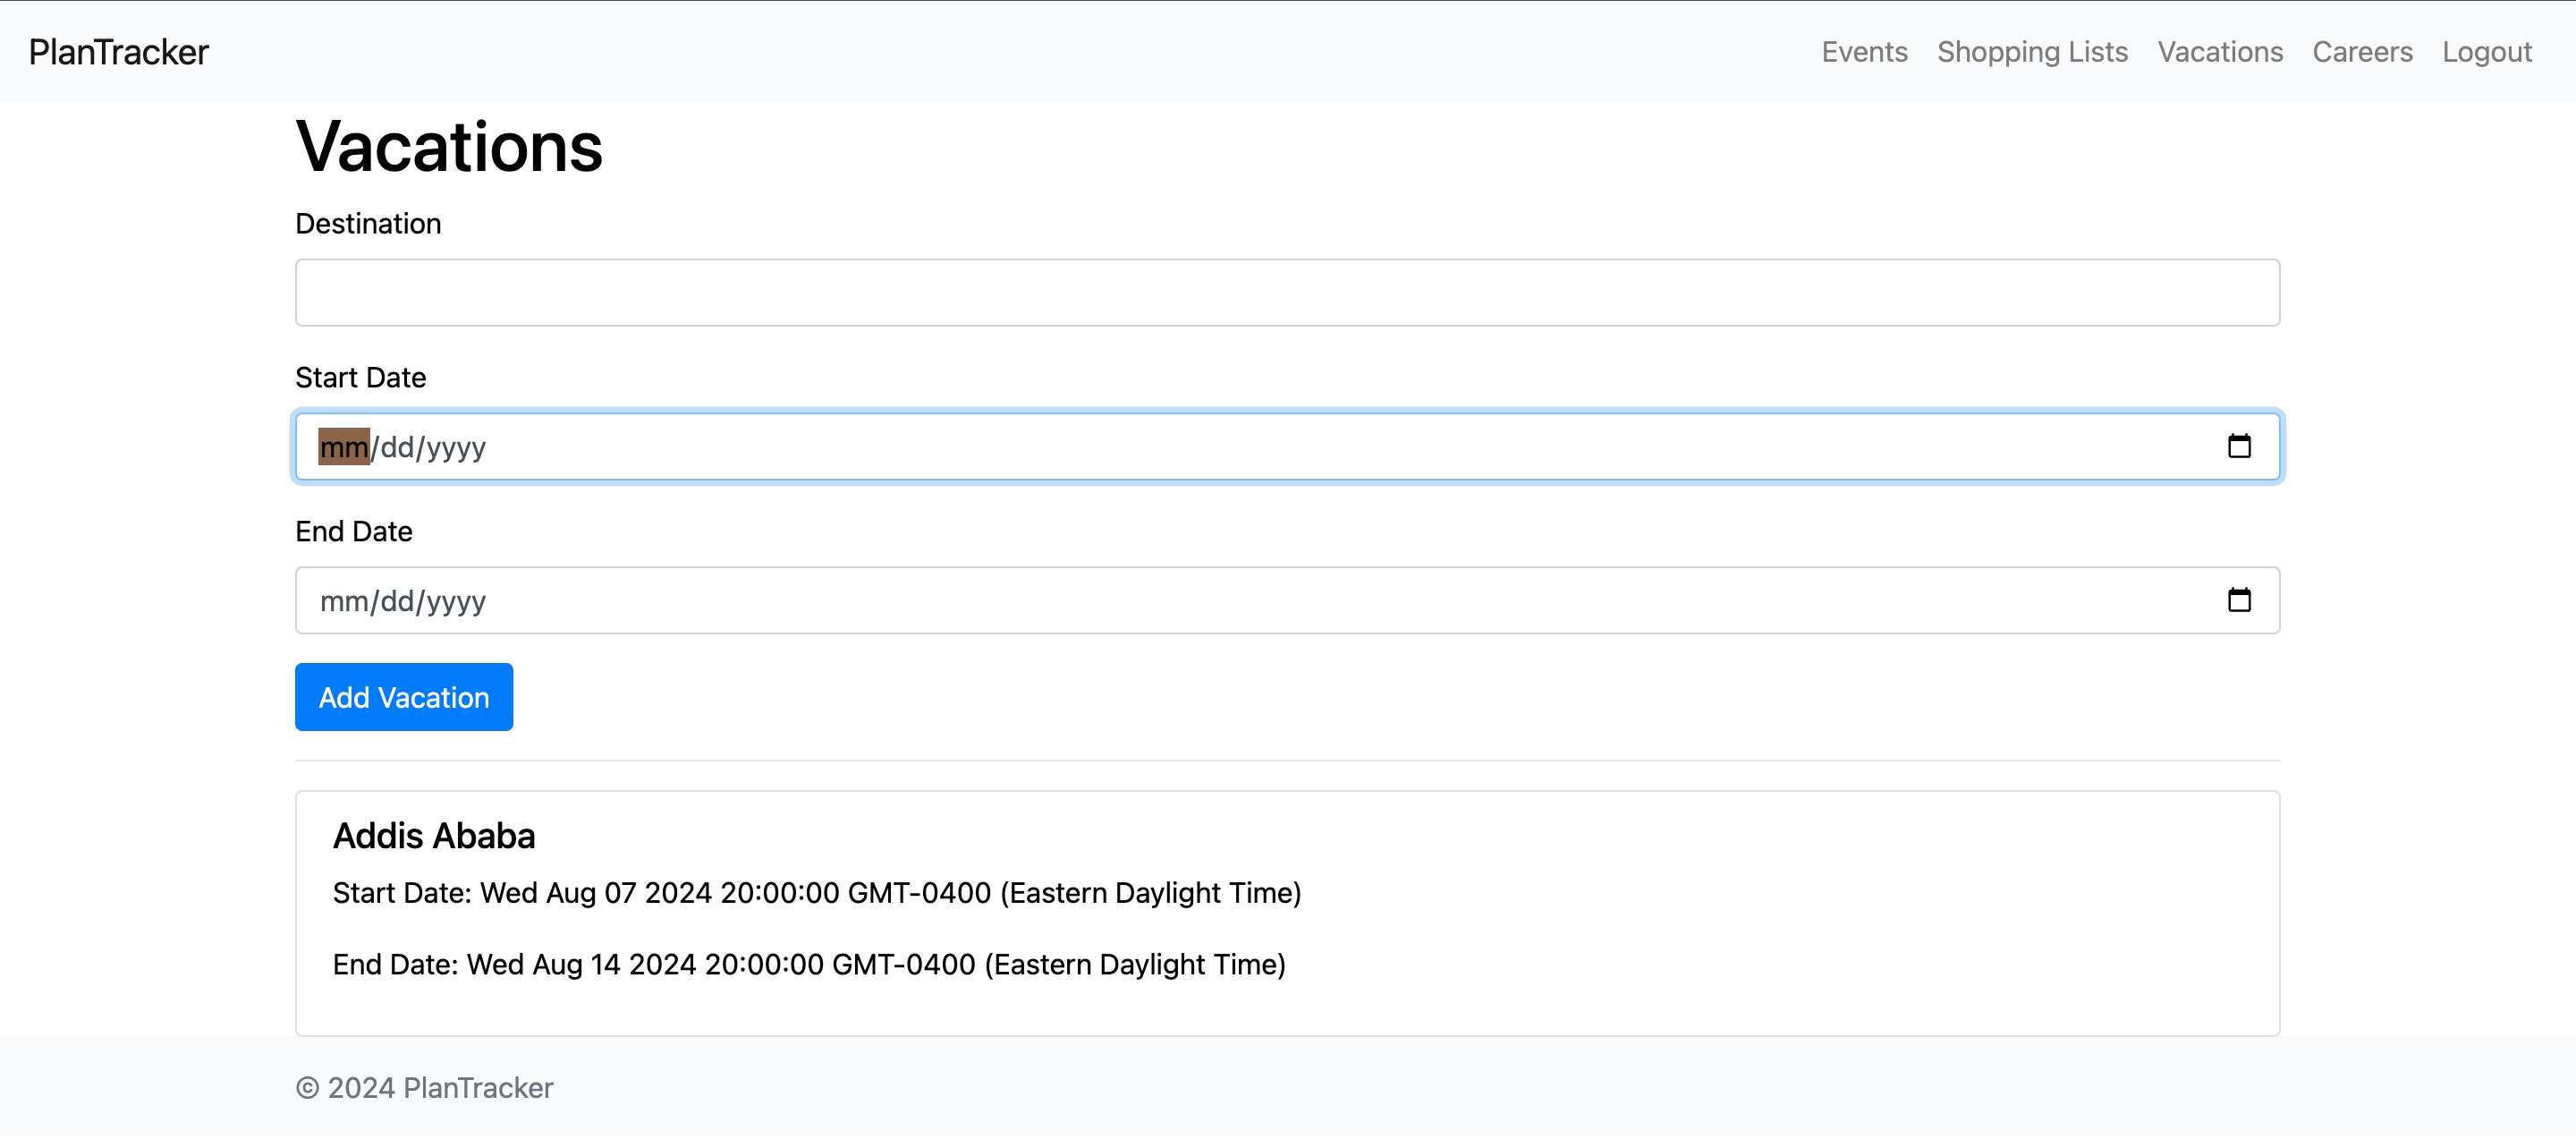 PlanTracker Events Shopping Lists Vacations Careers Logout
Vacations
Destination
Start Date
mm/dd/yyyy
End Date
mm/dd/yyyy
Add Vacation
Addis Ababa
Start Date: Wed Aug 07 2024 20:00:00 GMT-0400 (Eastern Daylight Time)
End Date: Wed Aug 14 2024 20:00:00 GMT-0400 (Eastern Daylight Time)
© 2024 PlanTracker